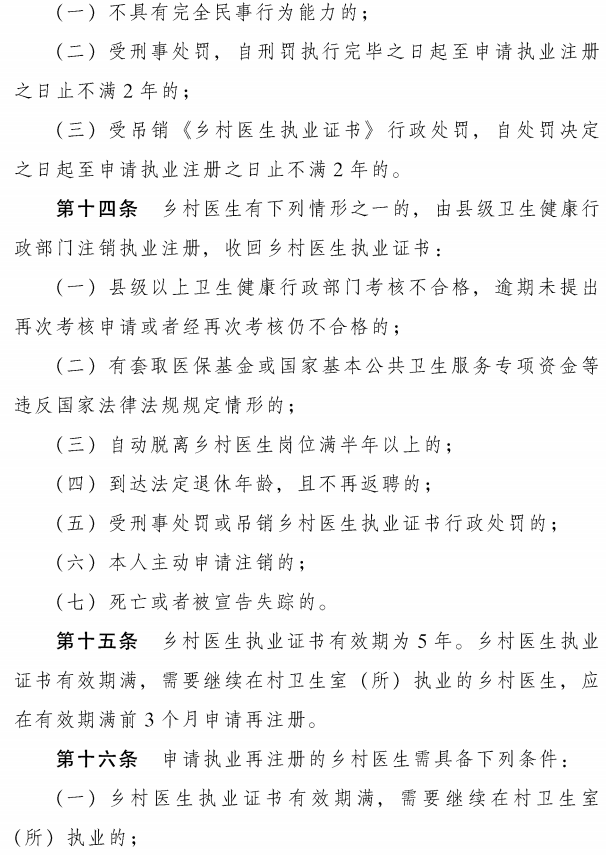 （一）不具有完全民事行为能力的；
（二）受刑事处罚，自刑罚执行完毕之日起至申请执业注册
之日止不满2年的；
（三）受吊销《乡村医生执业证书》行政处罚，自处罚决定
之日起至申请执业注册之日止不满2年的。
第十四条　乡村医生有下列情形之一的，由县级卫生健康行
政部门注销执业注册，收回乡村医生执业证书：
（一）县级以上卫生健康行政部门考核不合格，逾期未提出
再次考核申请或者经再次考核仍不合格的；
（二）有套取医保基金或国家基本公共卫生服务专项资金等
违反国家法律法规规定情形的；
（三）自动脱离乡村医生岗位满半年以上的；
（四）到达法定退休年龄，且不再返聘的；
（五）受刑事处罚或吊销乡村医生执业证书行政处罚的；
（六）本人主动申请注销的；
（七）死亡或者被宣告失踪的。
第十五条　乡村医生执业证书有效期为5年。乡村医生执业
证书有效期满，需要继续在村卫生室（所）执业的乡村医生，应
在有效期满前3个月申请再注册。
第十六条　申请执业再注册的乡村医生需具备下列条件：
（一）乡村医生执业证书有效期满，需要继续在村卫生室
（所）执业的；